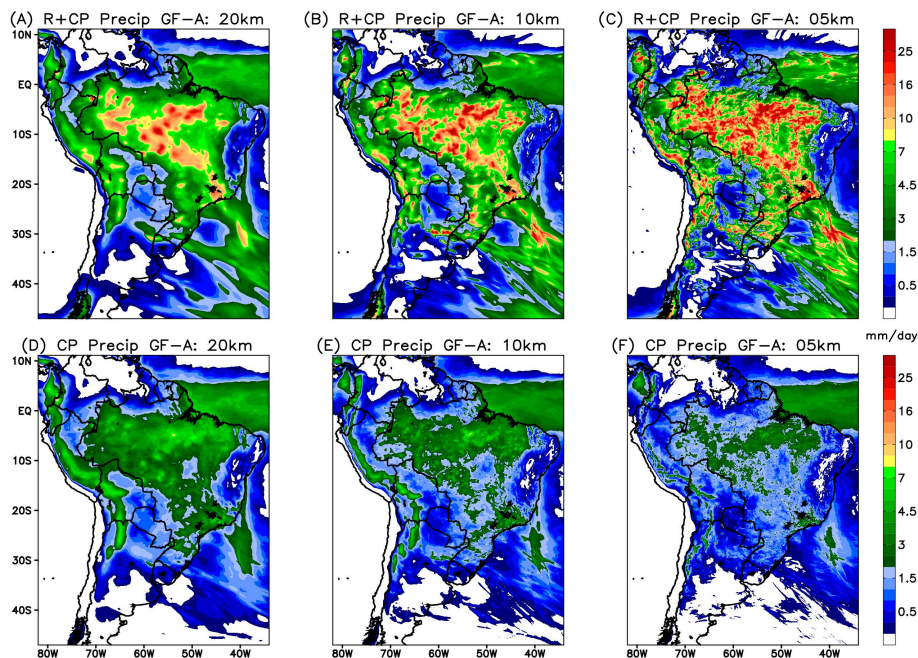 (A) R+CP Precip GF-A: 20km
(B) R+CP Precip GF-A: 10km
(C) R+CP Precip GF-A: 05km
10N
EQ
10S
20S
30S
40S
25
16
10
7
4.5
3
1.5
0.5
mm/day
(D) CP Precip GF-A: 20km
(E) CP Precip GF-A: 10km
(F) CP Precip GF-A: 05km
10N
EQ
10S
20S
30S
40S
80W 70W 60W 50W 40W
80W 70W 60W 50W 40W
80W 70W 60W 50W 40W
25
16
10
7
4.5
3
1.5
0.5